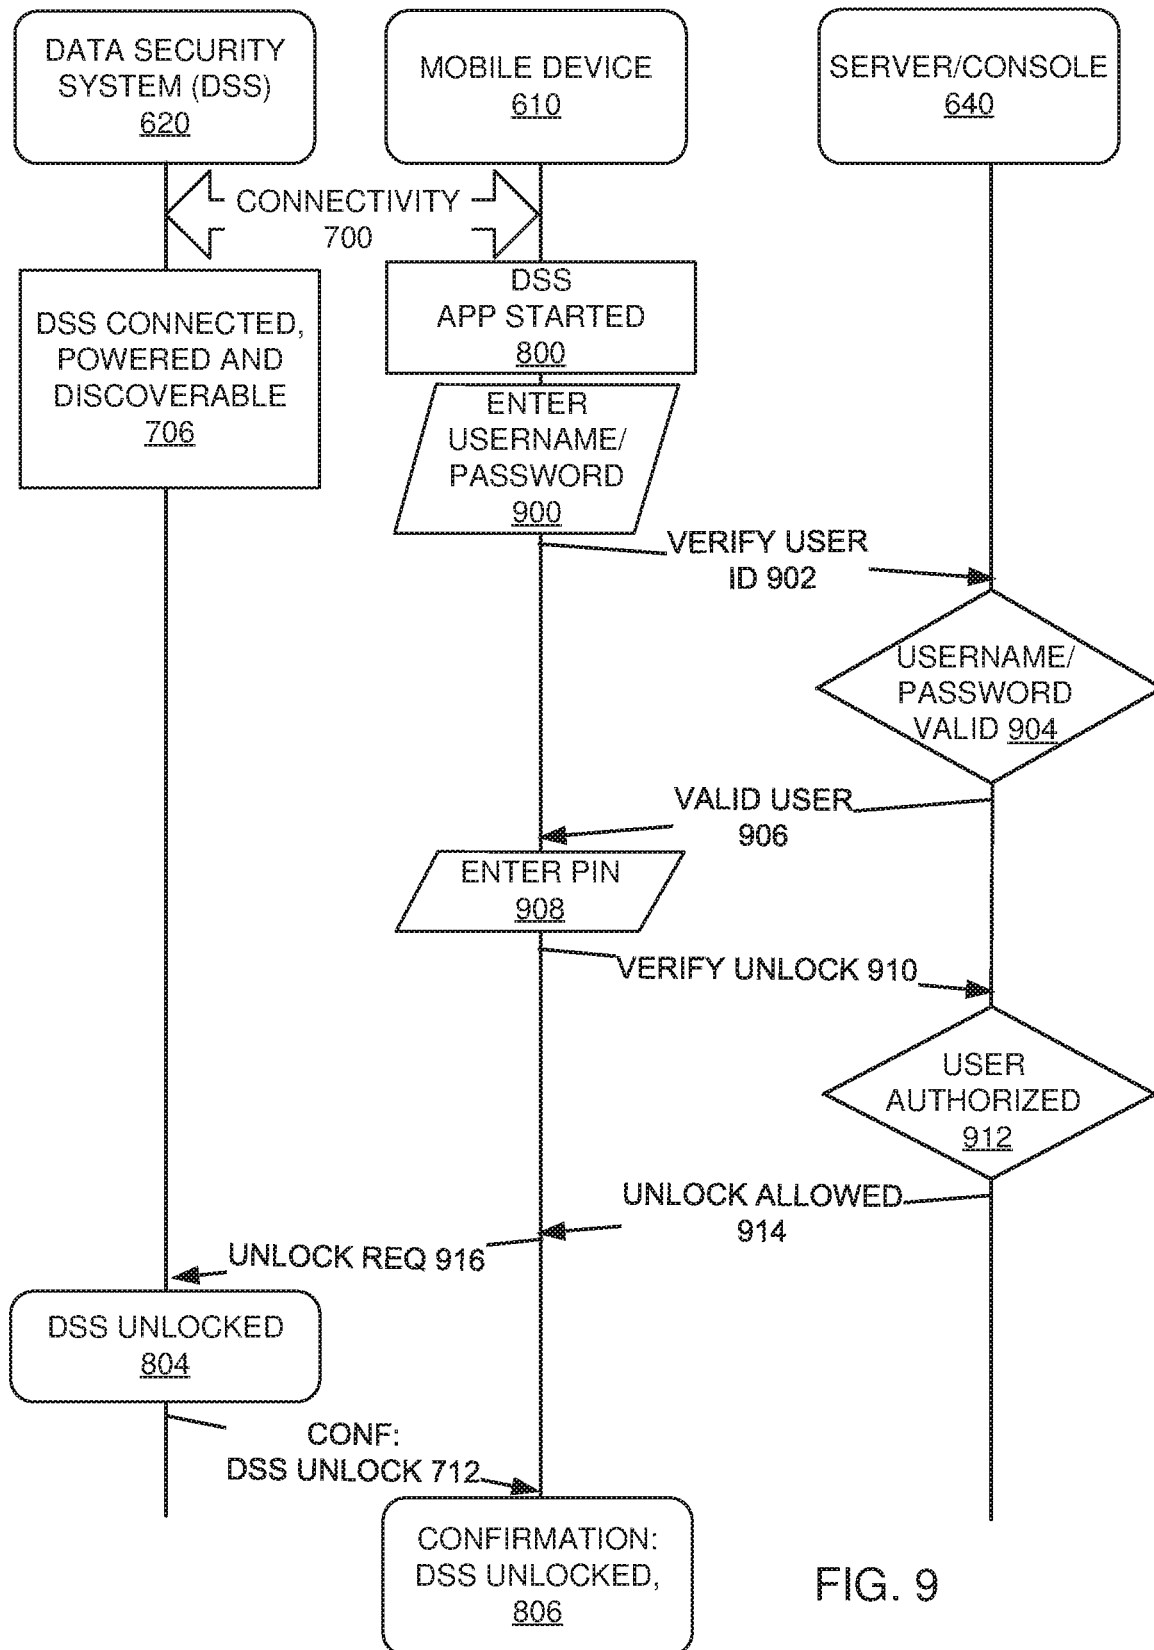 DATA SECURITY
SYSTEM (DSS)
620
MOBILE DEVICE
610
SERVER/CONSOLE
640
CONNECTIVITY
700
DSS CONNECTED,
POWERED AND
DISCOVERABLE
706
DSS
APP STARTED
800
ENTER
USERNAME/
PASSWORD
900
VERIFY USER
ID 902
USERNAME/
PASSWORD
VALID 904
VALID USER
906
ENTER PIN
908
VERIFY UNLOCK 910
USER
AUTHORIZED
912
UNLOCK ALLOWED
914
UNLOCK REQ 916
DSS UNLOCKED
804
CONF:
DSS UNLOCK 712
CONFIRMATION:
DSS UNLOCKED,
806
FIG. 9